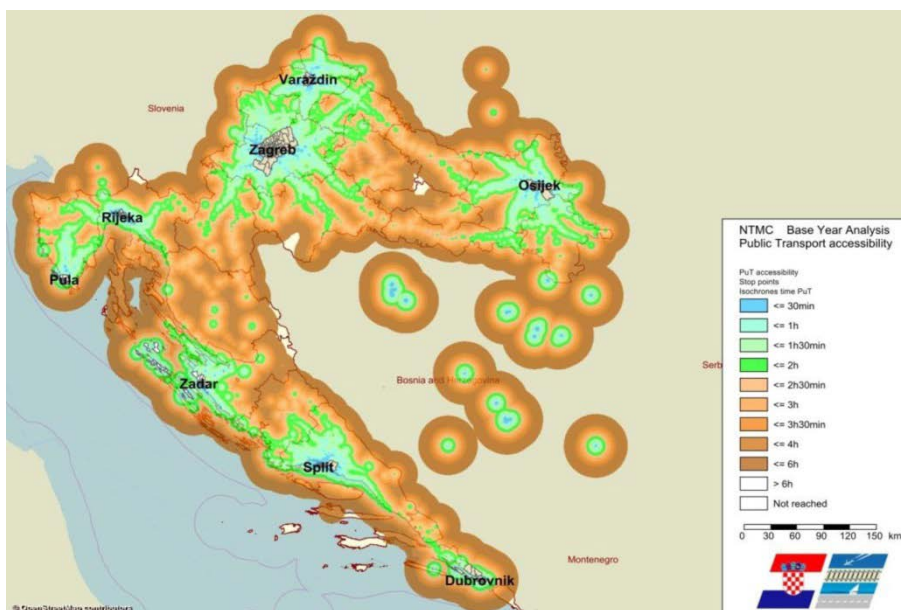 Varaždin
Slovenia
Zagreb
Osijek
Rijeka
Pula
Zadar
Bosnia and Herzegovina
Serb
Split
Montenegro
Dubrovnik
NTMC Base Year Analysis
Public Transport accessibility
PuT accessibility
Stop points
Isochrones time PuT
<= 30min
<= 1h
<= 1h30min
<= 2h
<= 2h30min
<= 3h
<= 3h30min
<= 4h
<= 6h
> 6h
Not reached
0 30 60 90 120 150 km
© OpenStreetMap contributors